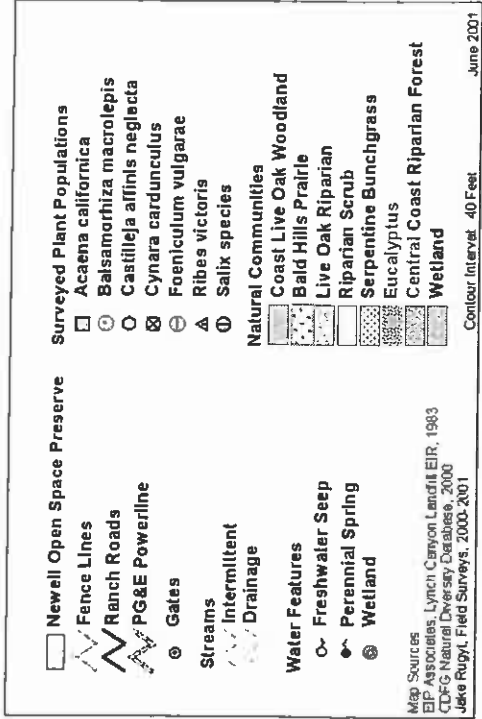 Newell Open Space Preserve
Fence Lines
Ranch Roads
PG&E Powerline
Gates
Streams
Intermittent
Drainage
Water Features
Freshwater Seep
Perennial Spring
Wetland
Surveyed Plant Populations
Acaena californica
Balsamorhiza macrolepis
Castilleja affinis neglecta
Cynara cardunculus
Foeniculum vulgarae
Ribes victoris
Salix species
Natural Communities
Coast Live Oak Woodland
Bald Hills Prairie
Live Oak Riparian
Riparian Scrub
Serpentine Bunchgrass
Eucalyptus
Central Coast Riparian Forest
Wetland
Map Sources
EIP Associates, Lynch Canyon Landfill EIR, 1983
CDFG Natural Diversity Database, 2000
Jake Rugyt, Field Surveys, 2000-2001
Contour Interval 40 Feet
June 2001